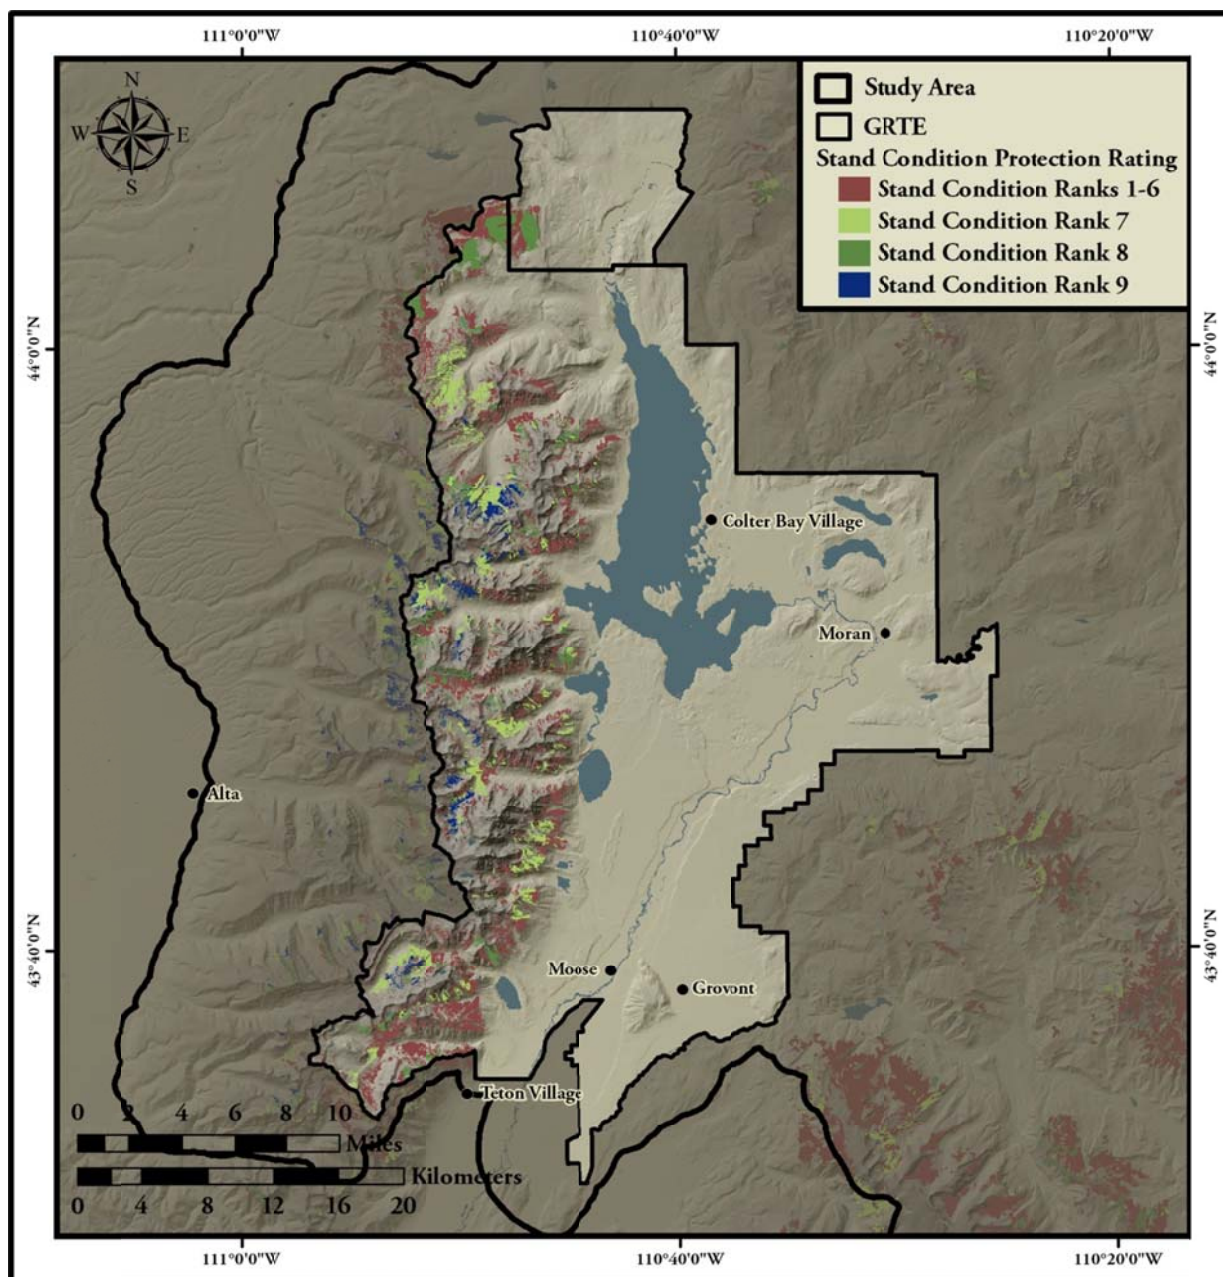 111°0'0"W 110°40'0"W 110°20'0"W
N
W E
S
Study Area
GRTE
Stand Condition Protection Rating
Stand Condition Ranks 1-6
Stand Condition Rank 7
Stand Condition Rank 8
Stand Condition Rank 9
44°0'0"N 44°0'0"N
Colter Bay Village
Moran
Alta
43°40'0"N 43°40'0"N
Moose
Grovont
Teton Village
0 2 4 6 8 10
Miles
Kilometers
0 4 8 12 16 20
111°0'0"W 110°40'0"W 110°20'0"W